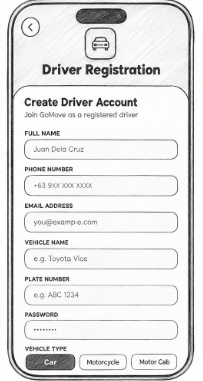 Driver Registration
Create Driver Account
Join GoMove as a registered driver
FULL NAME
Juan Dela Cruz
PHONE NUMBER
+63 9XX XXX XXXX
EMAIL ADDRESS
you@example.com
VEHICLE NAME
e.g. Toyota Vios
PLATE NUMBER
e.g. ABC 1234
PASSWORD
••••••••
VEHICLE TYPE
Car Motorcycle Motor Cab